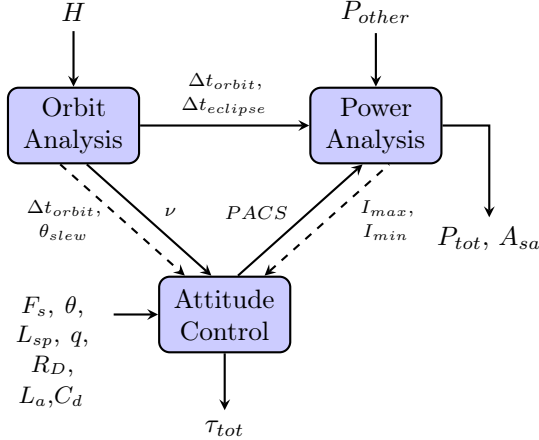 H
P_other
Δt_orbit,
Δt_eclipse
Orbit
Analysis
Power
Analysis
Δt_orbit,
θ_slew
ν
PACS
I_max,
I_min
P_tot, A_sa
F_s, θ,
L_sp, q,
R_D,
L_a,C_d
Attitude
Control
τ_tot